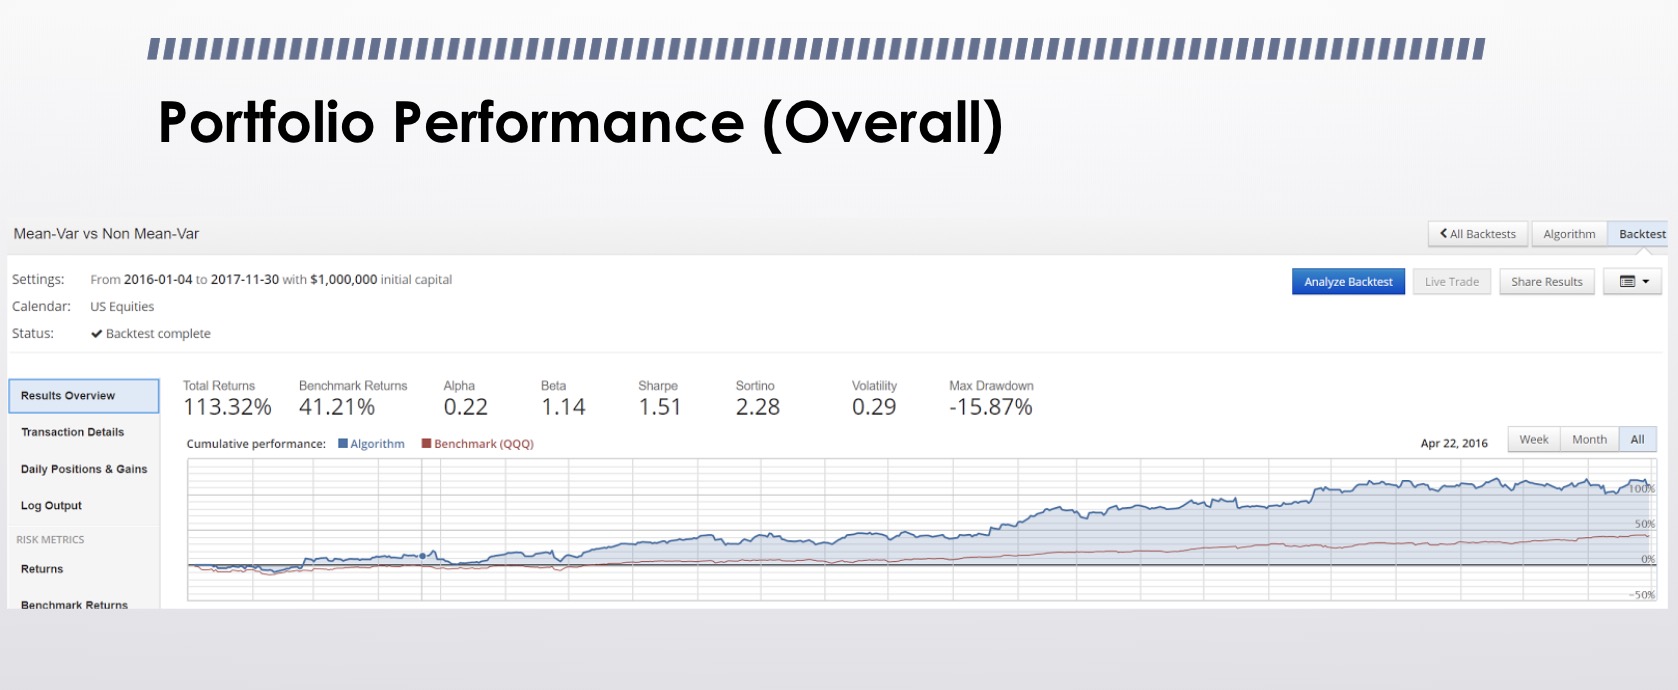 Portfolio Performance (Overall)
Mean-Var vs Non Mean-Var
All Backtests Algorithm Backtest
Settings: From 2016-01-04 to 2017-11-30 with $1,000,000 initial capital
Analyze Backtest Live Trade Share Results
Calendar: US Equities
Status: Backtest complete
Results Overview
Transaction Details
Daily Positions & Gains
Log Output
RISK METRICS
Returns
Benchmark Returns
Total Returns Benchmark Returns Alpha Beta Sharpe Sortino Volatility Max Drawdown
113.32% 41.21% 0.22 1.14 1.51 2.28 0.29 -15.87%
Cumulative performance: Algorithm Benchmark (QQQ)
Apr 22, 2016 Week Month All
100%
50%
0%
-50%